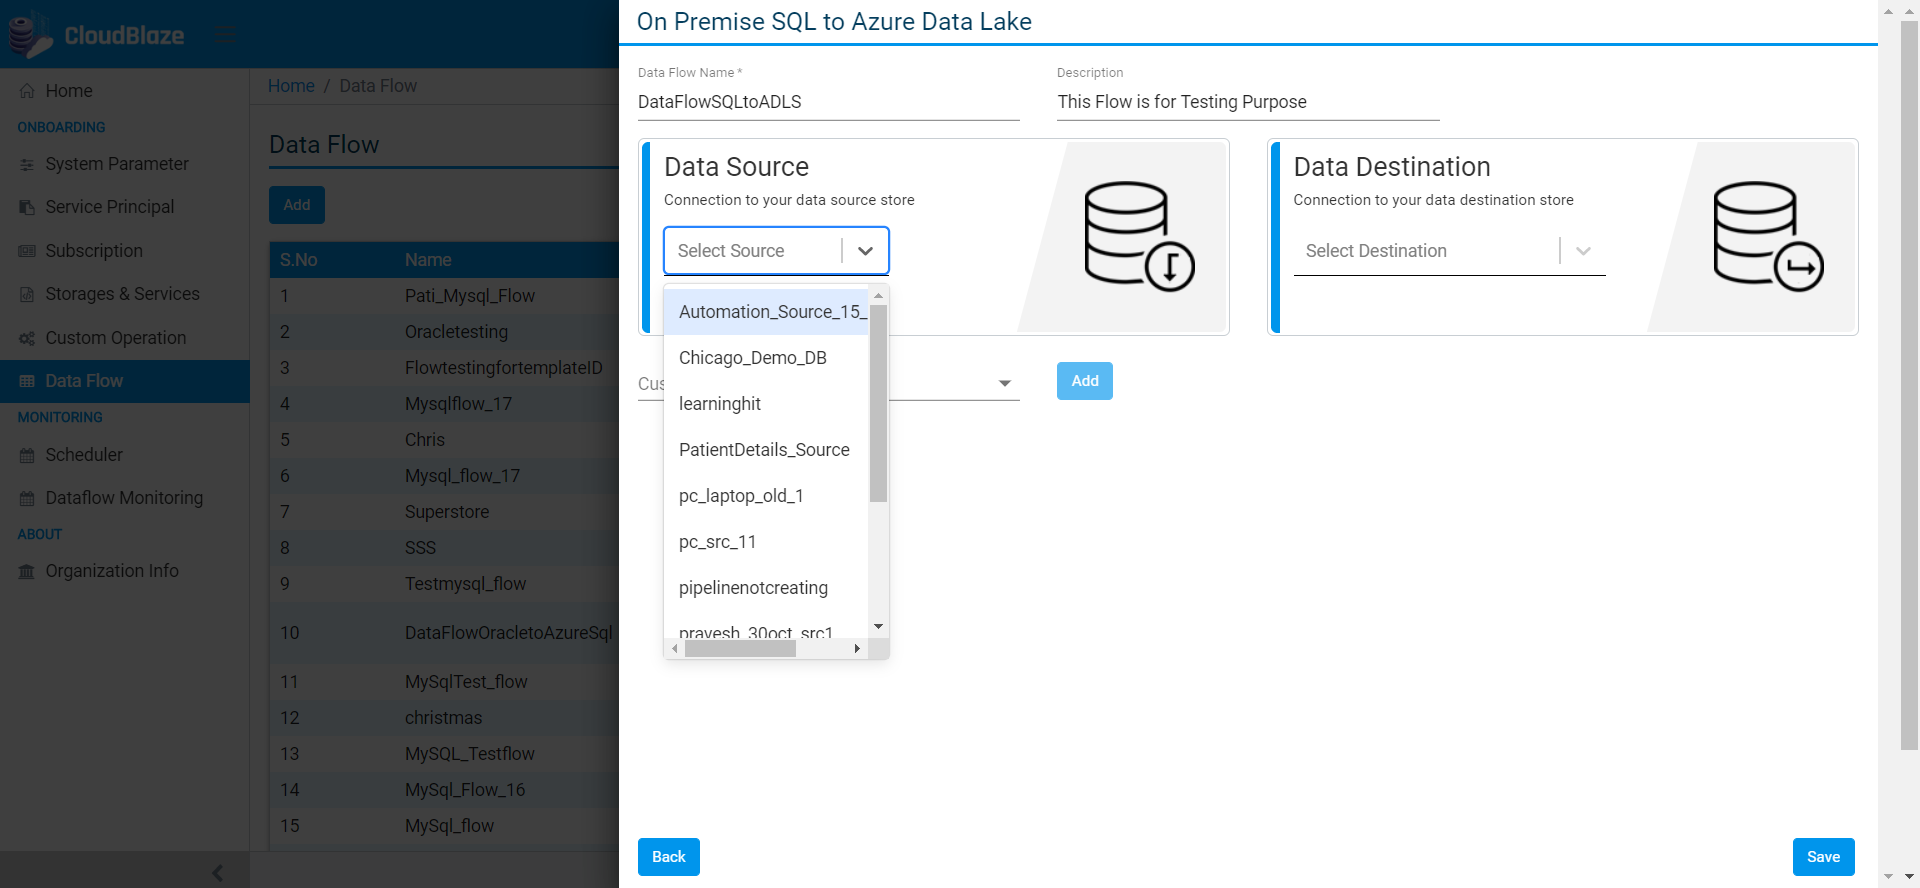 CloudBlaze
Home
ONBOARDING
System Parameter
Service Principal
Subscription
Storages & Services
Custom Operation
Data Flow
MONITORING
Scheduler
Dataflow Monitoring
ABOUT
Organization Info
Home / Data Flow
Data Flow
Add
S.No Name
1 Pati_Mysql_Flow
2 Oracletesting
3 FlowtestingfortemplateID
4 Mysqlflow_17
5 Chris
6 Mysql_flow_17
7 Superstore
8 SSS
9 Testmysql_flow
10 DataFlowOracletoAzureSql
11 MySqlTest_flow
12 christmas
13 MySQL_Testflow
14 MySql_Flow_16
15 MySql_flow
On Premise SQL to Azure Data Lake
Data Flow Name *
DataFlowSQLtoADLS
Description
This Flow is for Testing Purpose
Data Source
Connection to your data source store
Select Source
Automation_Source_15_
Chicago_Demo_DB
learninghit
PatientDetails_Source
pc_laptop_old_1
pc_src_11
pipelinenotcreating
pravesh_30oct_src1
Data Destination
Connection to your data destination store
Select Destination
Cus
Add
Back
Save